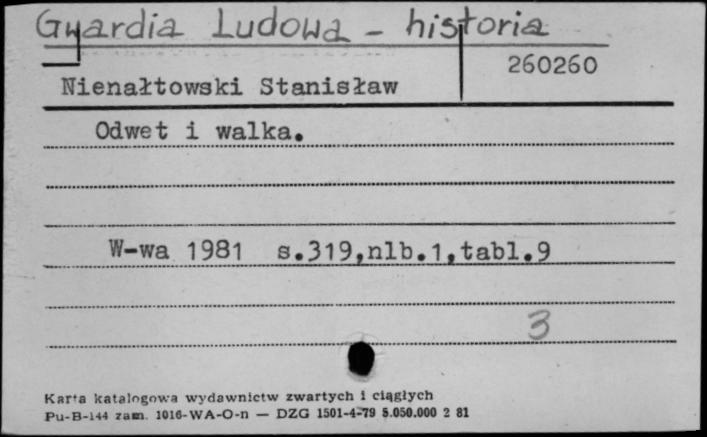 Gwardia Ludowa - historia
260260
Nienałtowski Stanisław
Odwet i walka.
W-wa 1981 s.319,nlb.1,tabl.9
3
Karta katalogowa wydawnictw zwartych i ciągłych
Pu-B-144 zam. 1016-WA-O-n — DZG 1501-4-79 5.050.000 2 81